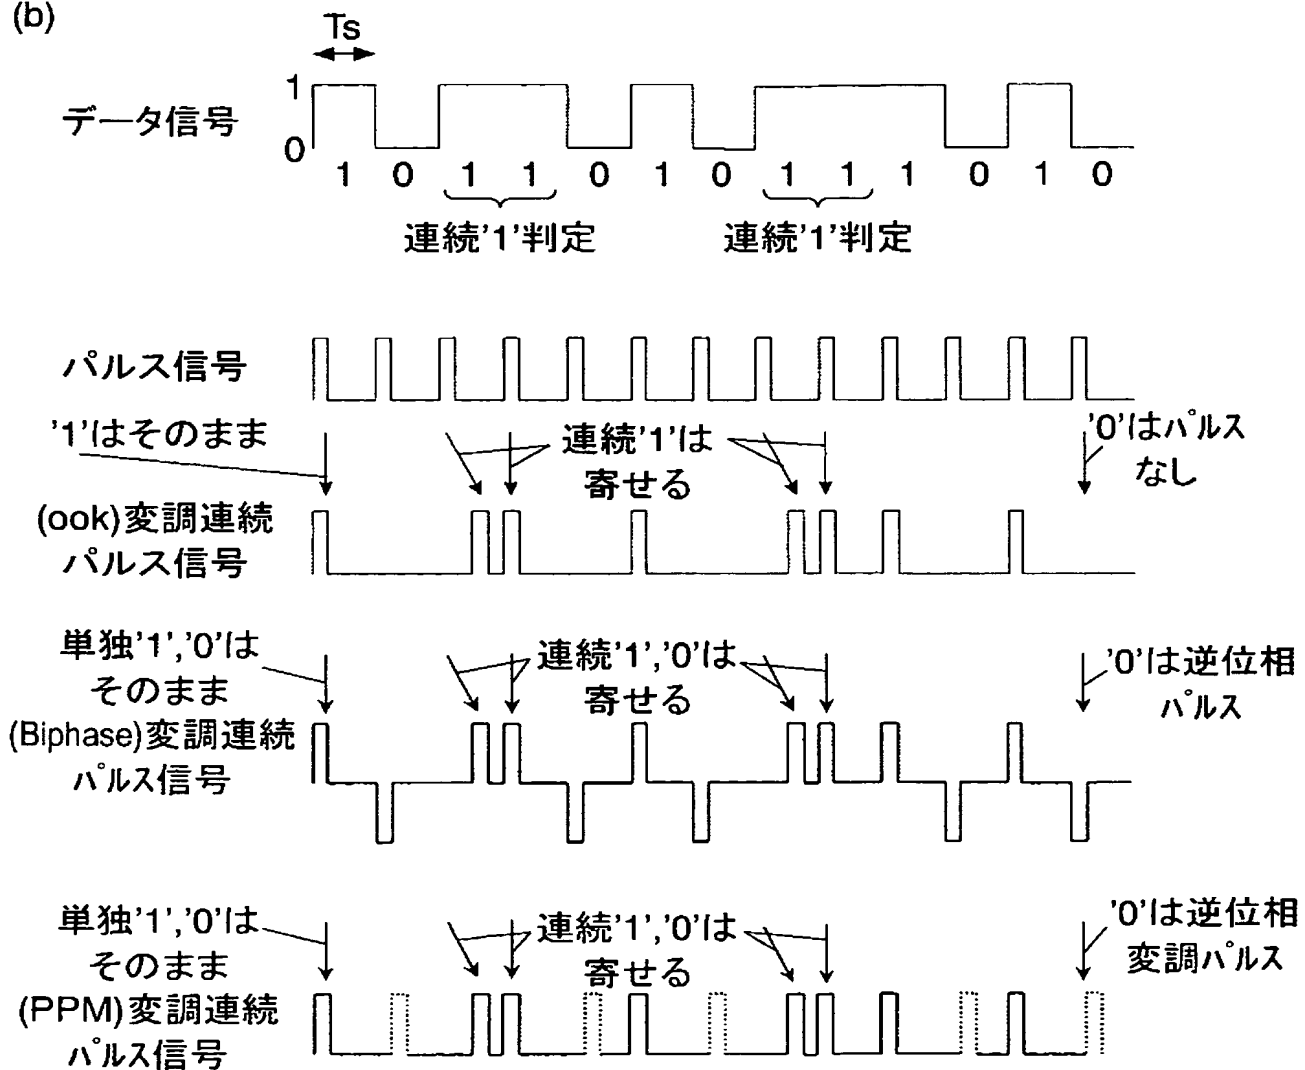 (b)
Ts
1
データ信号
0
1 0 1 1 0 1 0 1 1 1 0 1 0
連続'1'判定 連続'1'判定
パルス信号
'1'はそのまま
連続'1'は
寄せる
'0'はパルス
なし
(ook)変調連続
パルス信号
単独'1','0'は
そのまま
連続'1','0'は
寄せる
'0'は逆位相
パルス
(Biphase)変調連続
パルス信号
単独'1','0'は
そのまま
連続'1','0'は
寄せる
'0'は逆位相
変調パルス
(PPM)変調連続
パルス信号